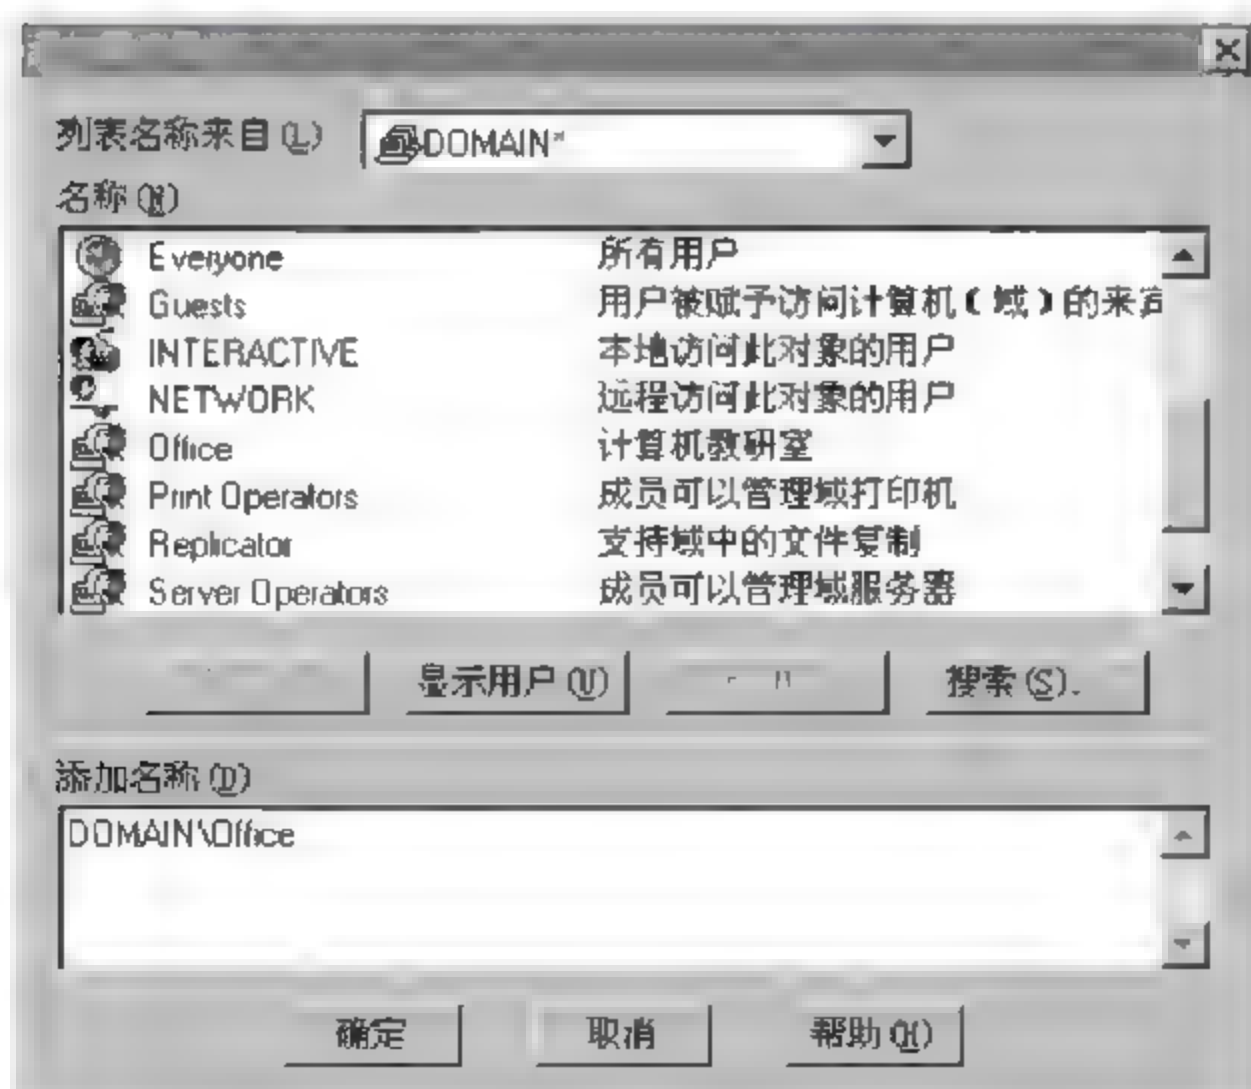 列表名称来自(L) DOMAIN*
名称(N)
Everyone 所有用户
Guests 用户被赋予访问计算机(域)的来宾
INTERACTIVE 本地访问此对象的用户
NETWORK 远程访问此对象的用户
Office 计算机教研室
Print Operators 成员可以管理域打印机
Replicator 支持域中的文件复制
Server Operators 成员可以管理域服务器
显示用户(U) 搜索(S)
添加名称(D)
DOMAIN\Office
确定 取消 帮助(H)